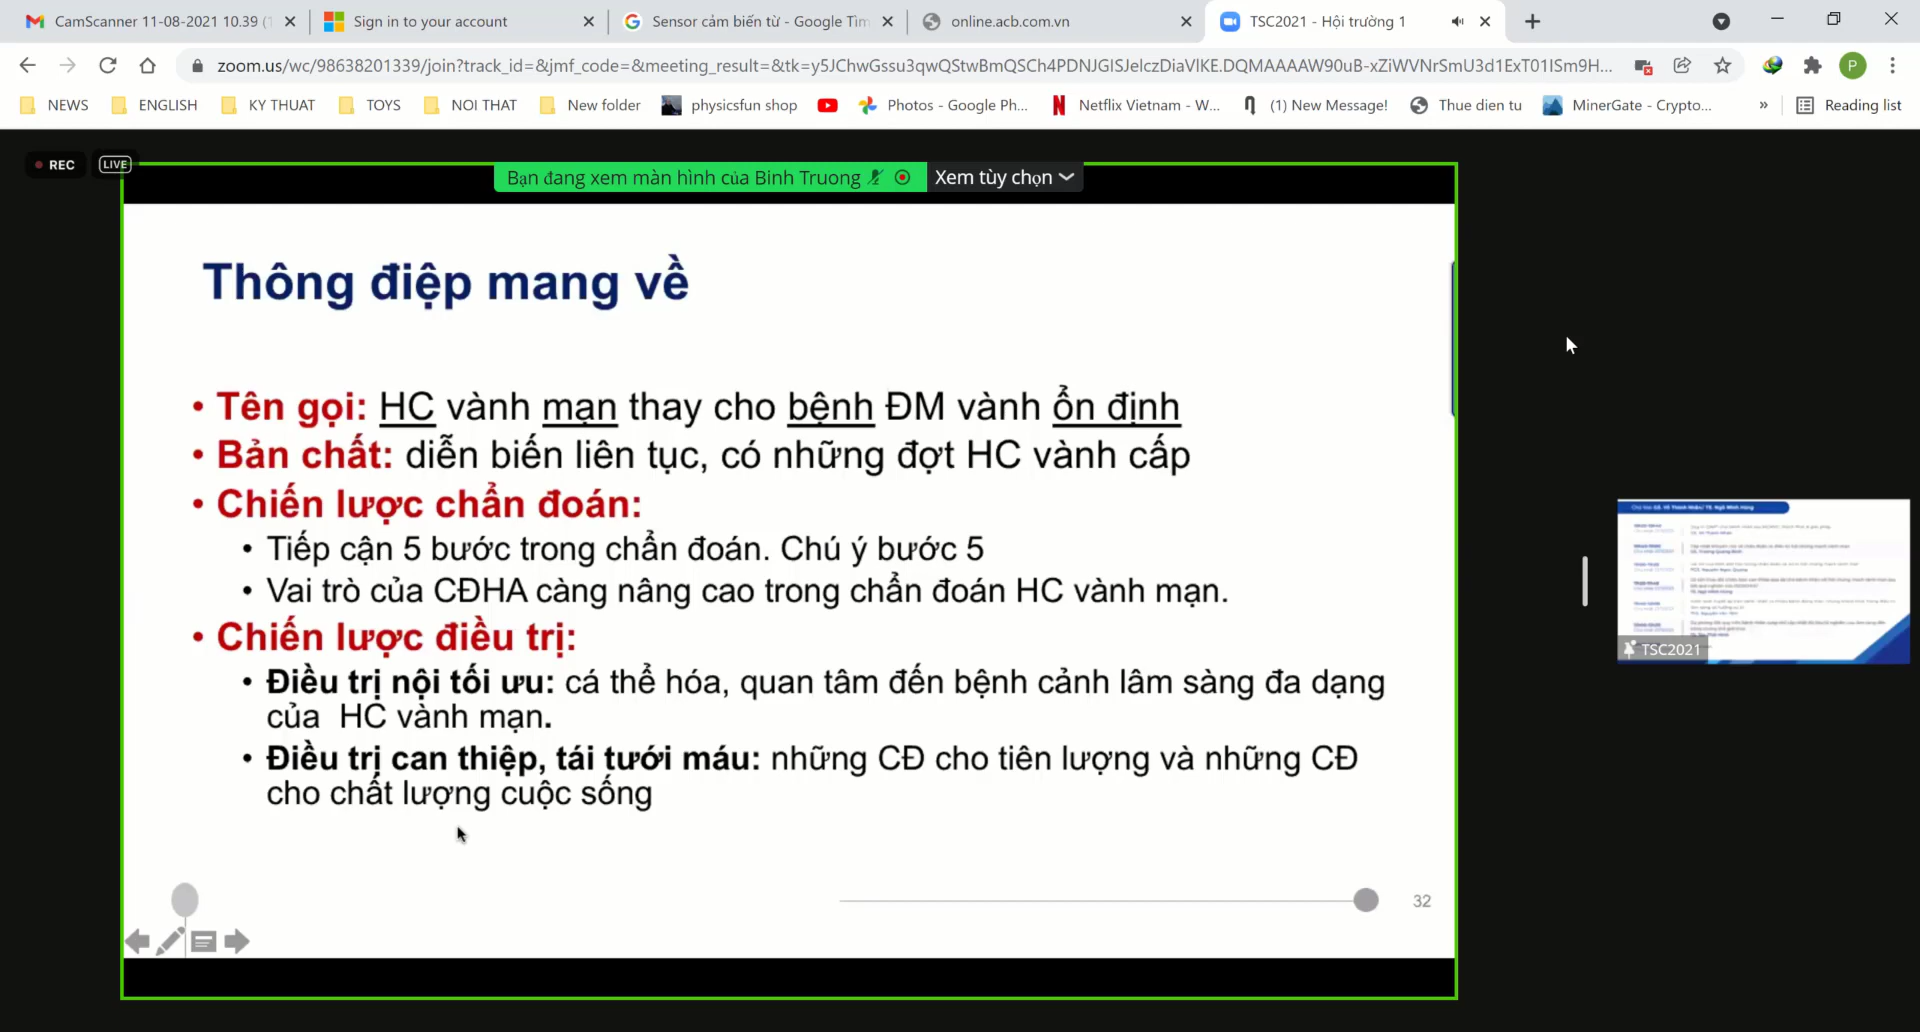 CamScanner 11-08-2021 10.39 (
Sign in to your account
Sensor cảm biến từ - Google Tìm
online.acb.com.vn
TSC2021 - Hội trường 1
zoom.us/wc/98638201339/join?track_id=&jmf_code=&meeting_result=&tk=y5JChwGssu3qwQStwBmQSCh4PDNJGISJelczDiaVIKE.DQMAAAAW90uB-xZiWVNrSmU3d1ExT01ISm9H...
P
NEWS
ENGLISH
KY THUAT
TOYS
NOI THAT
New folder
physicsfun shop
Photos - Google Ph...
Netflix Vietnam - W...
(1) New Message!
Thue dien tu
MinerGate - Crypto...
»
Reading list
REC
LIVE
Bạn đang xem màn hình của Binh Truong
Xem tùy chọn
Thông điệp mang về
• Tên gọi: HC vành mạn thay cho bệnh ĐM vành ổn định
• Bản chất: diễn biến liên tục, có những đợt HC vành cấp
• Chiến lược chẩn đoán:
• Tiếp cận 5 bước trong chẩn đoán. Chú ý bước 5
• Vai trò của CĐHA càng nâng cao trong chẩn đoán HC vành mạn.
• Chiến lược điều trị:
• Điều trị nội tối ưu: cá thể hóa, quan tâm đến bệnh cảnh lâm sàng đa dạng
của HC vành mạn.
• Điều trị can thiệp, tái tưới máu: những CĐ cho tiên lượng và những CĐ
cho chất lượng cuộc sống
32
TSC2021